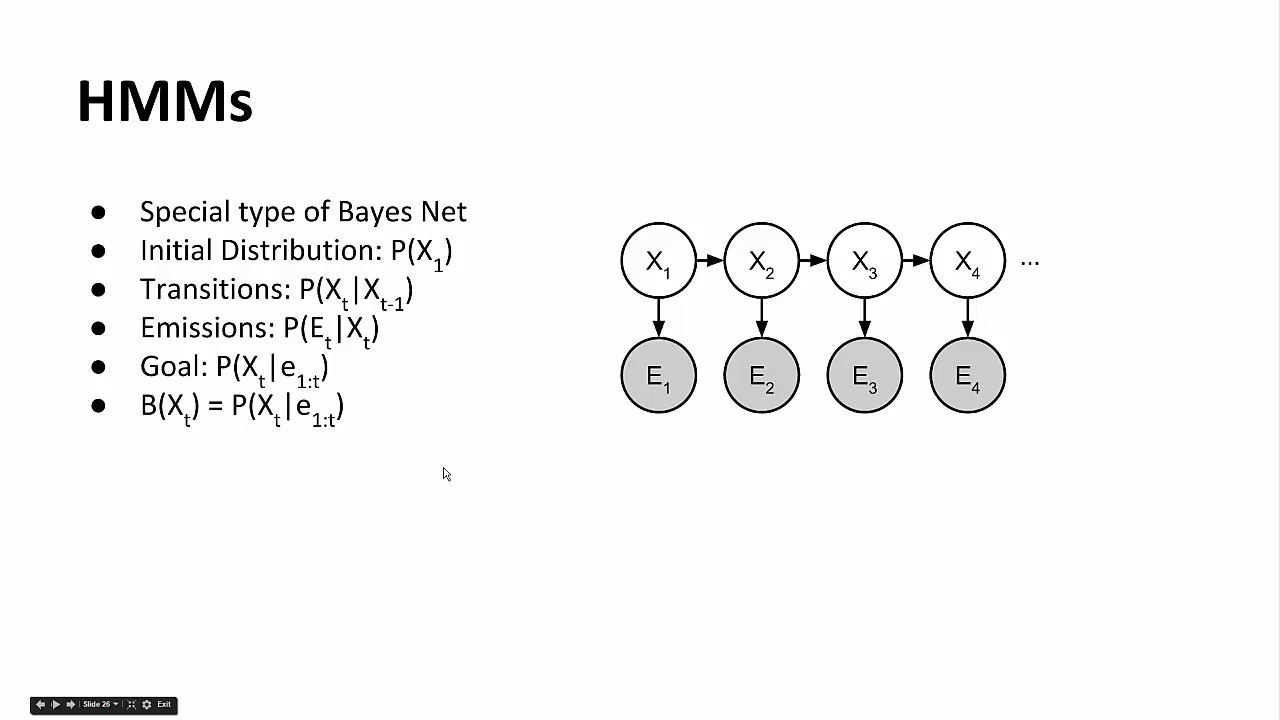 HMMs
● Special type of Bayes Net
● Initial Distribution: P(X₁)
● Transitions: P(Xₜ|Xₜ₋₁)
● Emissions: P(Eₜ|Xₜ)
● Goal: P(Xₜ|e₁:ₜ)
● B(Xₜ) = P(Xₜ|e₁:ₜ)
X₁ X₂ X₃ X₄ ...
E₁ E₂ E₃ E₄
Slide 26 Exit